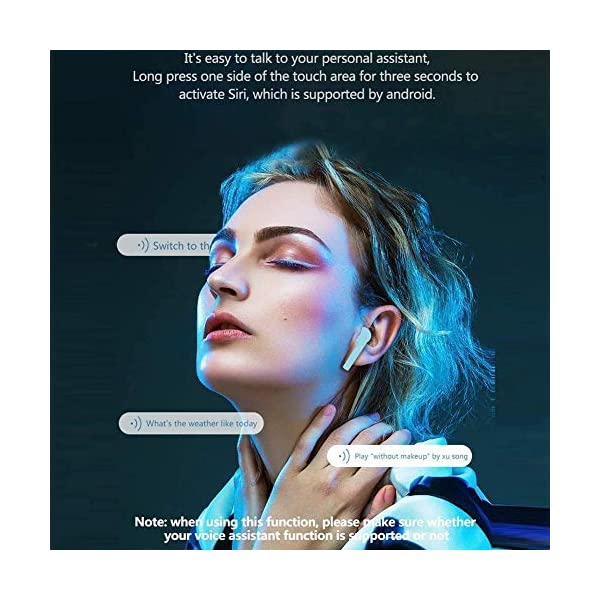 It's easy to talk to your personal assistant,
Long press one side of the touch area for three seconds to
activate Siri, which is supported by android.
Switch to th
What's the weather like today
Play "without makeup" by xu song
Note: when using this function, please make sure whether
your voice assistant function is supported or not